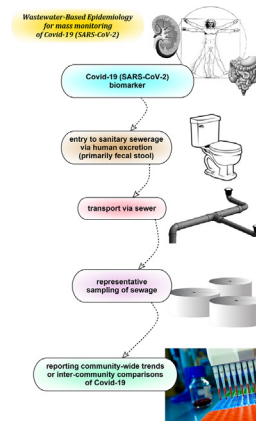 Wastewater-Based Epidemiology
for mass monitoring
of Covid-19 (SARS-CoV-2)
Covid-19 (SARS-CoV-2)
biomarker
entry to sanitary sewerage
via human excretion
(primarily fecal stool)
transport via sewer
representative
sampling of sewage
reporting community-wide trends
or inter-community comparisons
of Covid-19